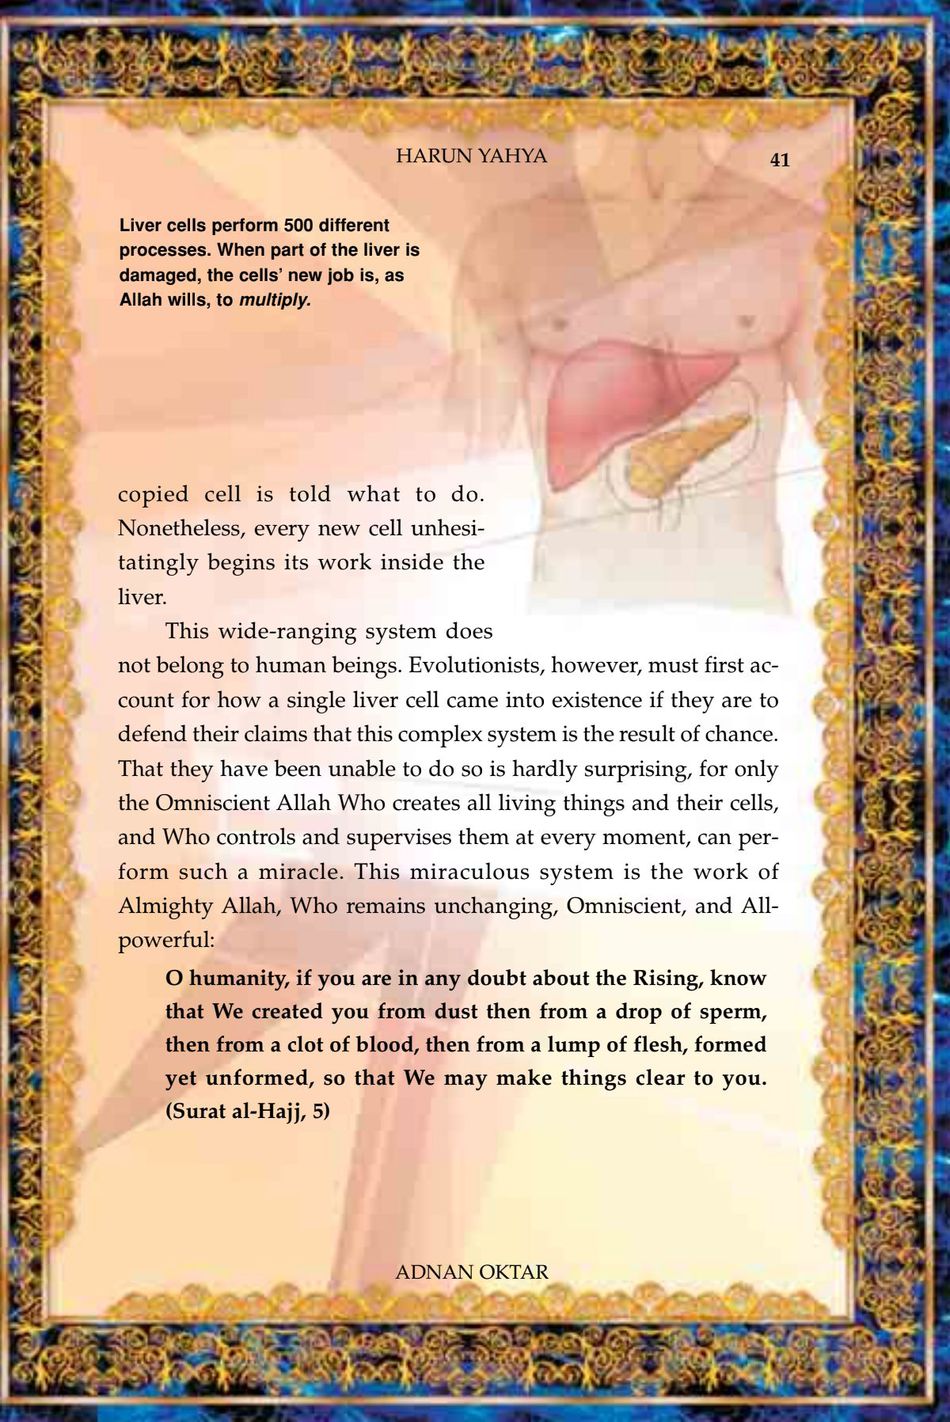 HARUN YAHYA
41
Liver cells perform 500 different
processes. When part of the liver is
damaged, the cells' new job is, as
Allah wills, to multiply.
copied cell is told what to do.
Nonetheless, every new cell unhesi-
tatingly begins its work inside the
liver.
This wide-ranging system does
not belong to human beings. Evolutionists, however, must first ac-
count for how a single liver cell came into existence if they are to
defend their claims that this complex system is the result of chance.
That they have been unable to do so is hardly surprising, for only
the Omniscient Allah Who creates all living things and their cells,
and Who controls and supervises them at every moment, can per-
form such a miracle. This miraculous system is the work of
Almighty Allah, Who remains unchanging, Omniscient, and All-
powerful:
O humanity, if you are in any doubt about the Rising, know
that We created you from dust then from a drop of sperm,
then from a clot of blood, then from a lump of flesh, formed
yet unformed, so that We may make things clear to you.
(Surat al-Hajj, 5)
ADNAN OKTAR